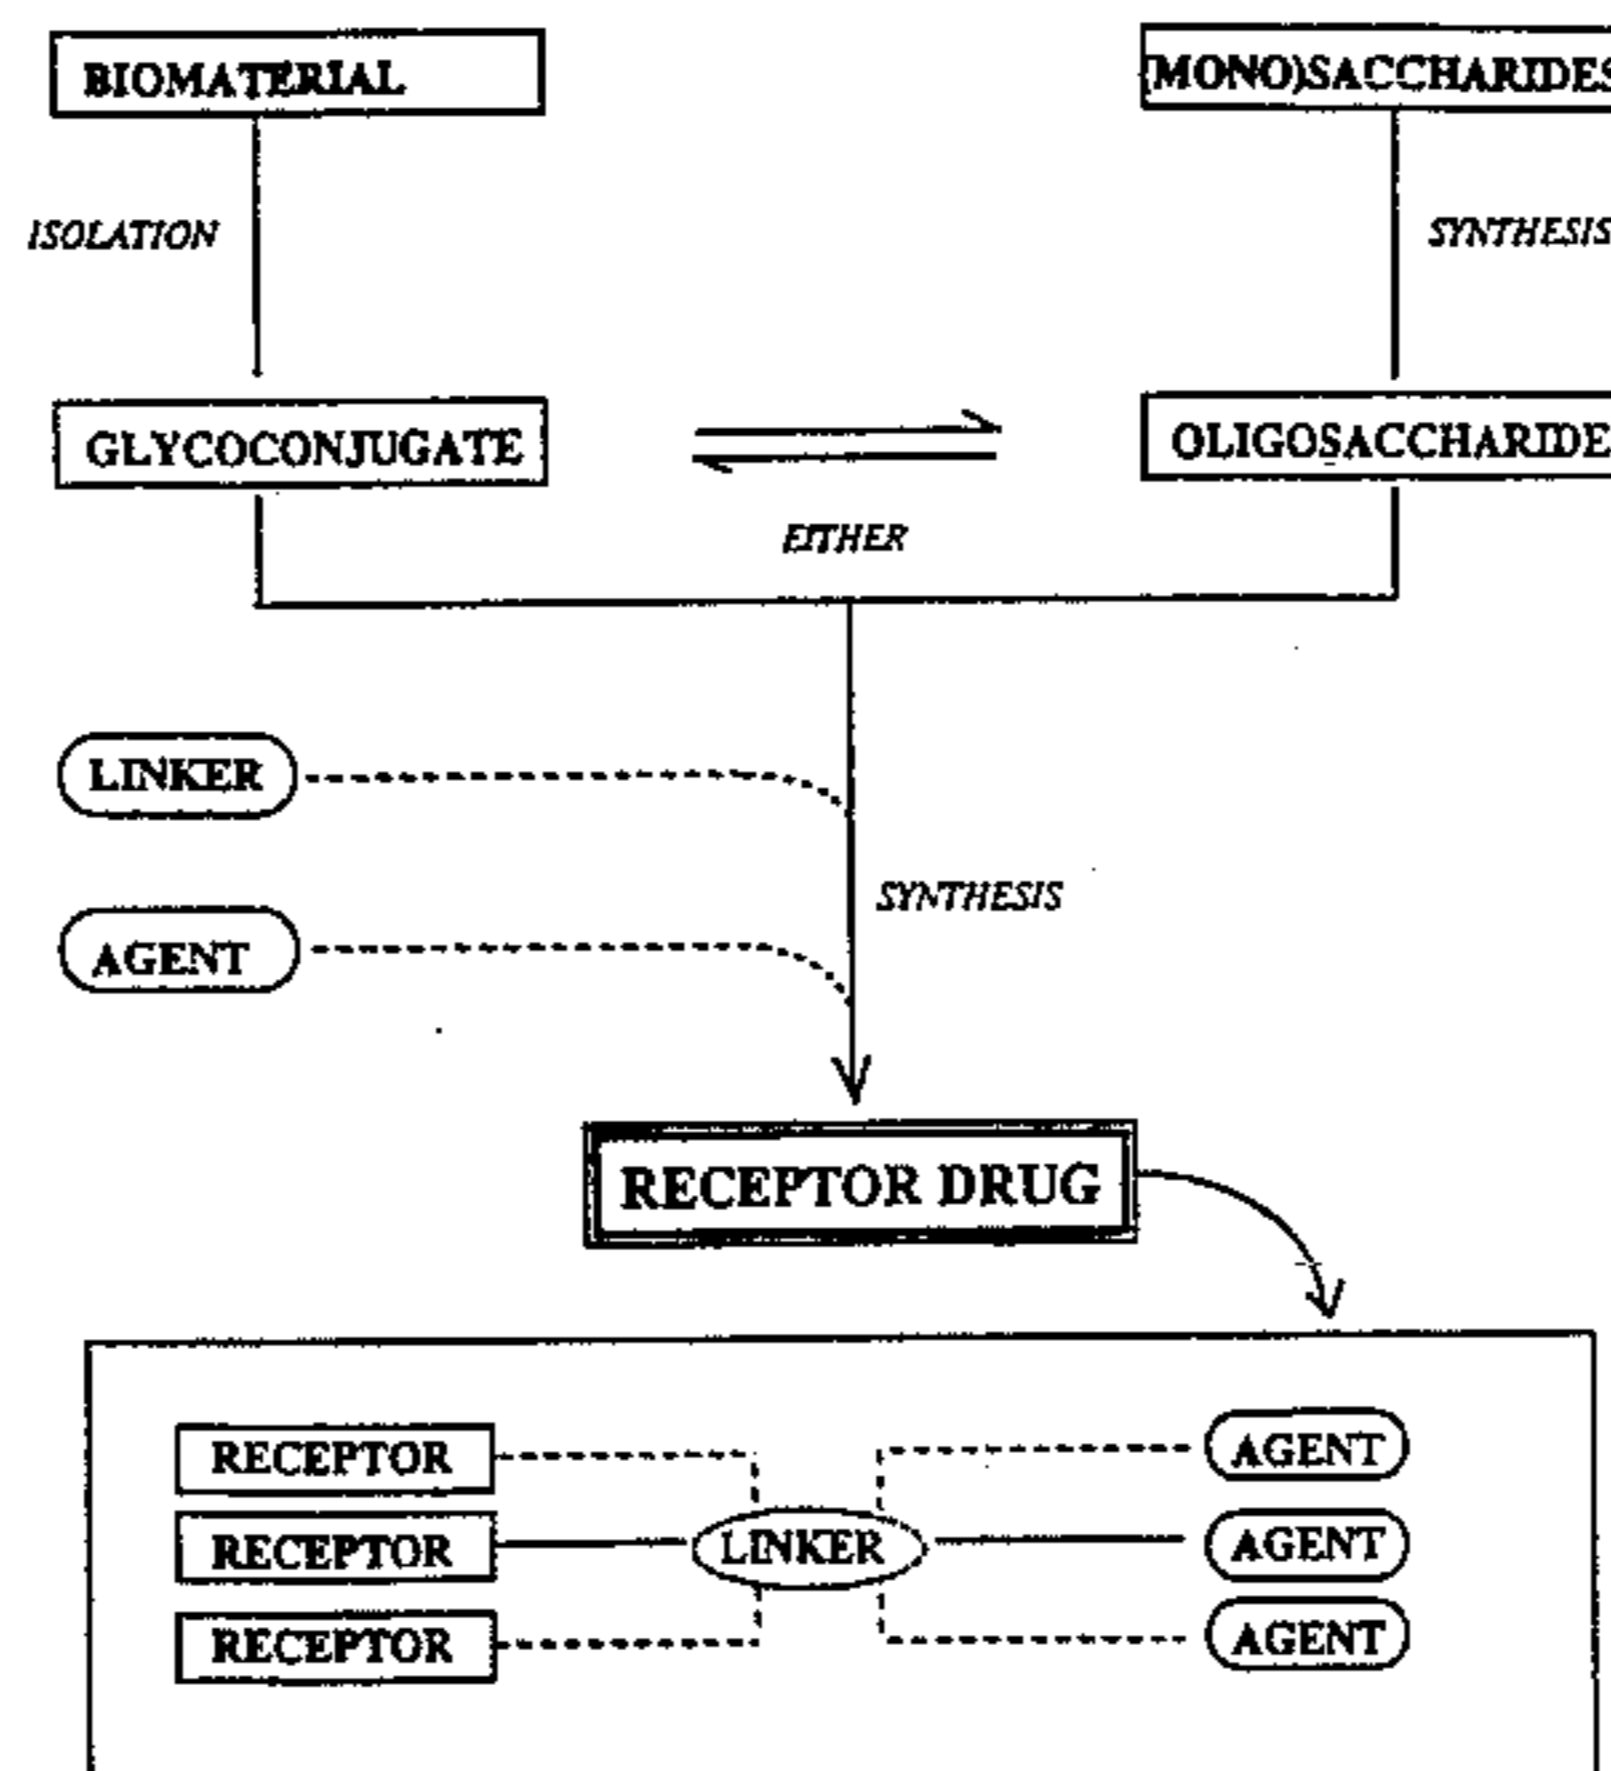 BIOMATERIAL
(MONO)SACCHARIDES
ISOLATION
SYNTHESIS
GLYCOCONJUGATE
OLIGOSACCHARIDE
EITHER
LINKER
SYNTHESIS
AGENT
RECEPTOR DRUG
RECEPTOR
AGENT
RECEPTOR
LINKER
AGENT
RECEPTOR
AGENT